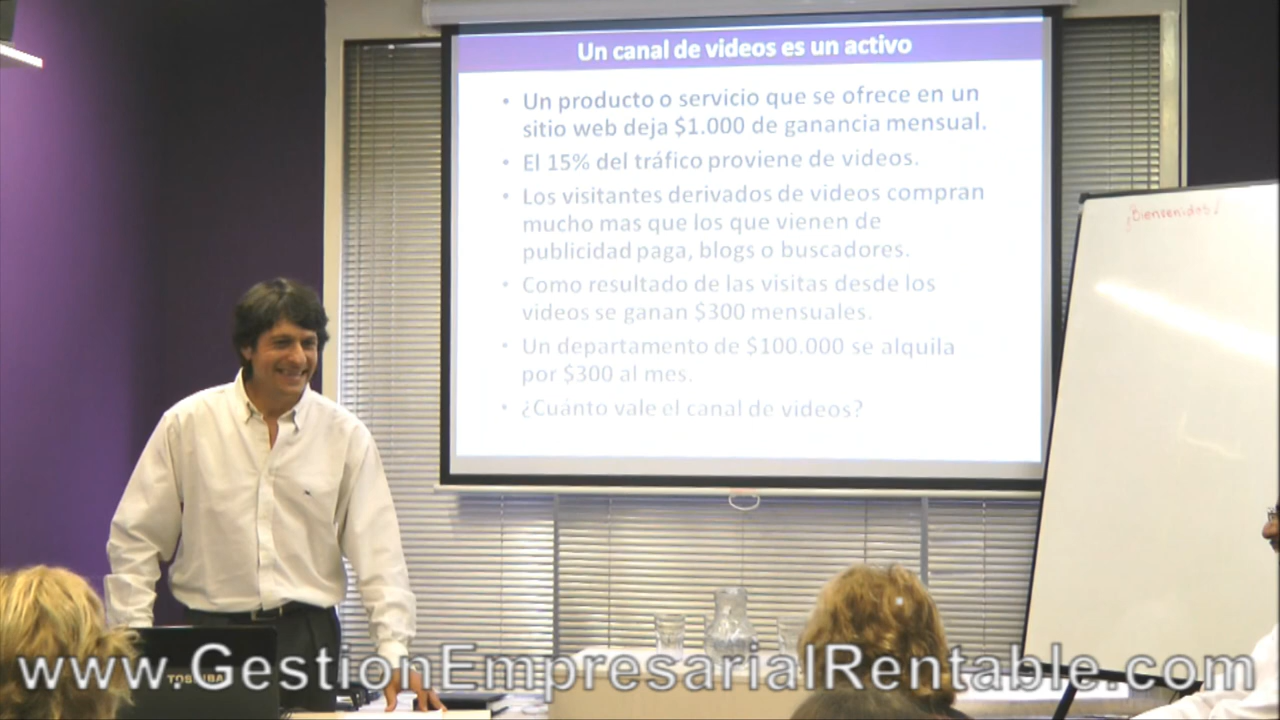 Un canal de videos es un activo
• Un producto o servicio que se ofrece en un
sitio web deja $1.000 de ganancia mensual.
• El 15% del tráfico proviene de videos.
• Los visitantes derivados de videos compran
mucho mas que los que vienen de
publicidad paga, blogs o buscadores.
• Como resultado de las visitas desde los
videos se ganan $300 mensuales.
• Un departamento de $100.000 se alquila
por $300 al mes.
• ¿Cuánto vale el canal de videos?
¡Bienvenidos!
TOSHIBA
www.GestionEmpresarialRentable.com